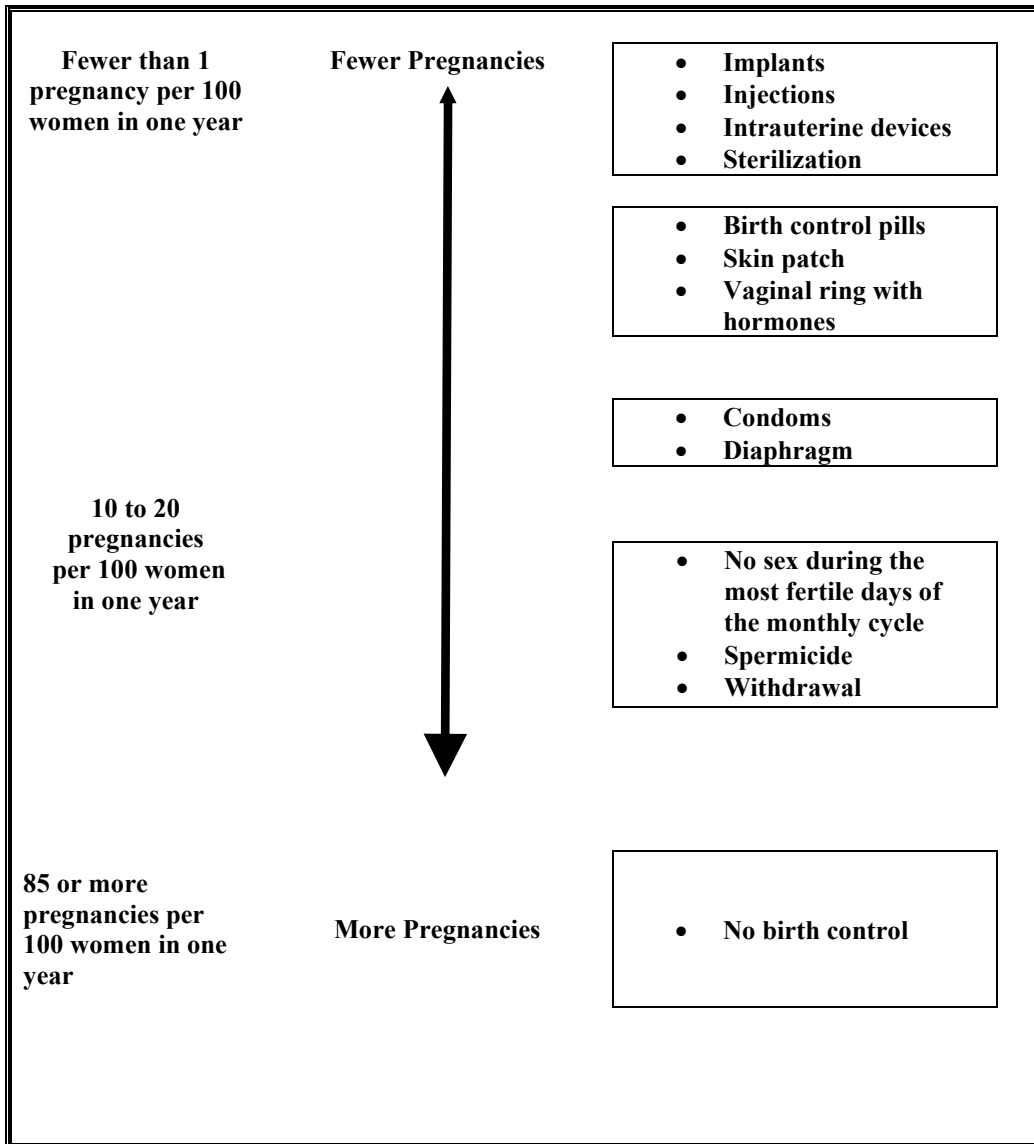 Fewer than 1
pregnancy per 100
women in one year
Fewer Pregnancies
• Implants
• Injections
• Intrauterine devices
• Sterilization
• Birth control pills
• Skin patch
• Vaginal ring with
hormones
• Condoms
• Diaphragm
10 to 20
pregnancies
per 100 women
in one year
• No sex during the
most fertile days of
the monthly cycle
• Spermicide
• Withdrawal
85 or more
pregnancies per
100 women in one
year
More Pregnancies
• No birth control